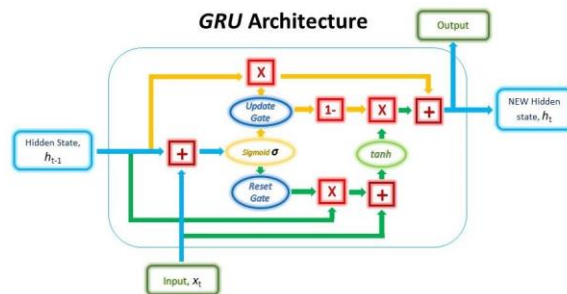 GRU Architecture
Output
X
Update
Gate
1-
X
+
NEW Hidden
state, hₜ
Hidden State,
hₜ₋₁
+
Sigmoid σ
tanh
Reset
Gate
X
+
Input, xₜ